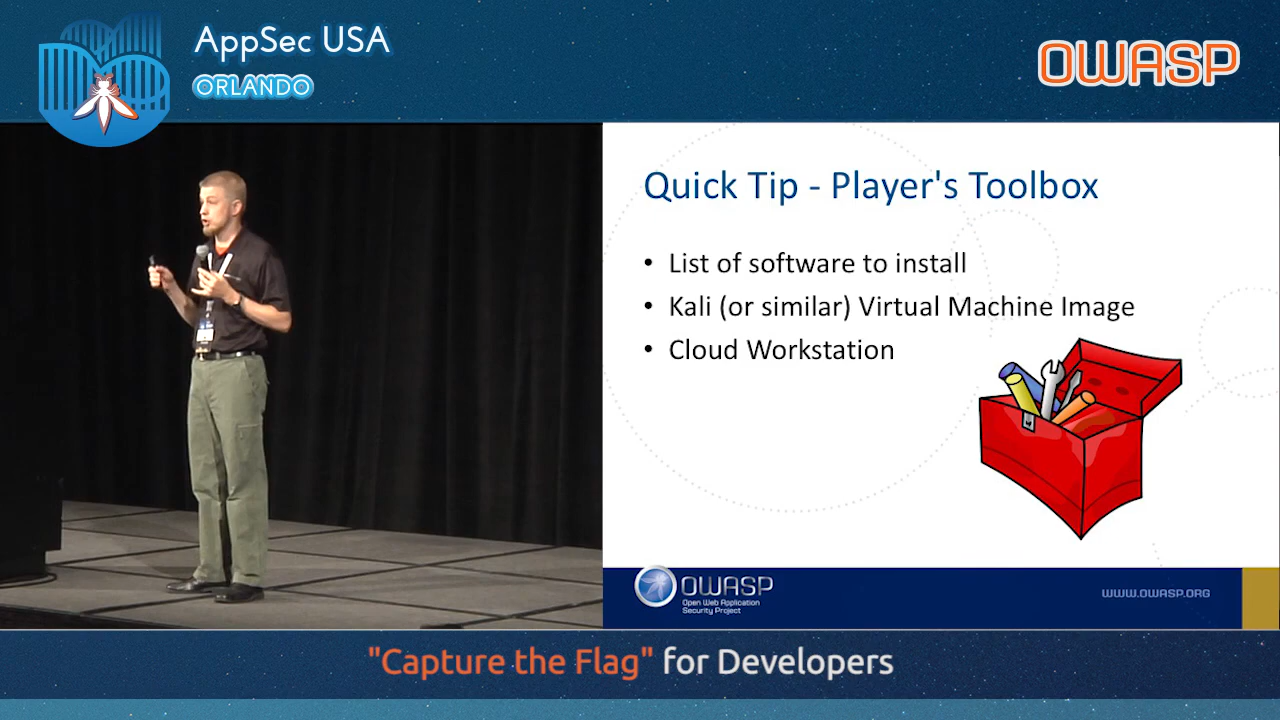 AppSec USA
ORLANDO
OWASP
Quick Tip - Player's Toolbox
• List of software to install
• Kali (or similar) Virtual Machine Image
• Cloud Workstation
OWASP
Open Web Application
Security Project
WWW.OWASP.ORG
"Capture the Flag" for Developers